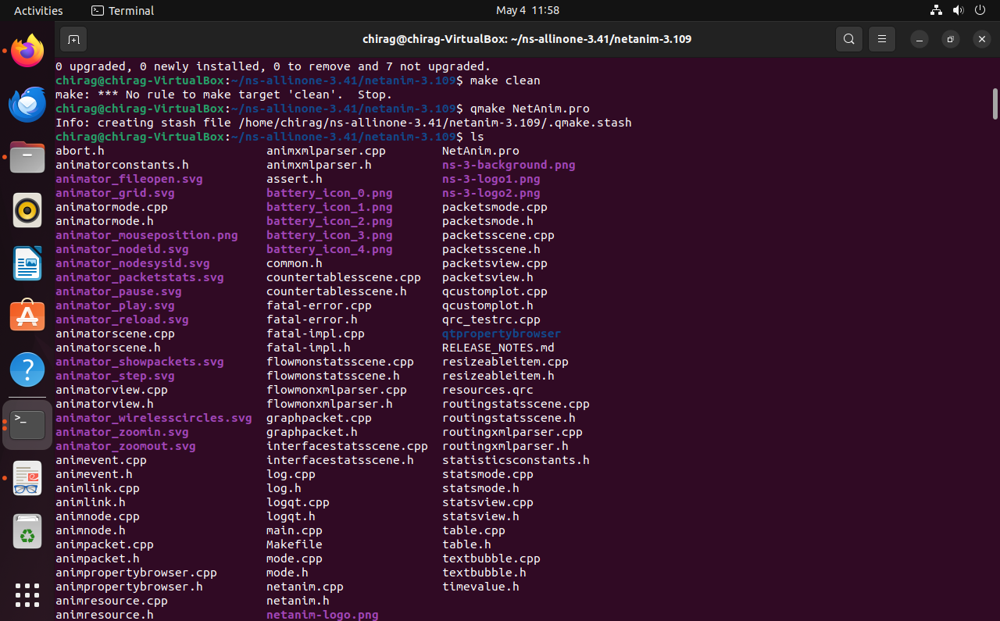 Activities Terminal May 4 11:58
chirag@chirag-VirtualBox: ~/ns-allinone-3.41/netanim-3.109
0 upgraded, 0 newly installed, 0 to remove and 7 not upgraded.
chirag@chirag-VirtualBox:~/ns-allinone-3.41/netanim-3.109$ make clean
make: *** No rule to make target 'clean'.  Stop.
chirag@chirag-VirtualBox:~/ns-allinone-3.41/netanim-3.109$ qmake NetAnim.pro
Info: creating stash file /home/chirag/ns-allinone-3.41/netanim-3.109/.qmake.stash
chirag@chirag-VirtualBox:~/ns-allinone-3.41/netanim-3.109$ ls
abort.h animxmlparser.cpp NetAnim.pro
animatorconstants.h animxmlparser.h ns-3-background.png
animator_fileopen.svg assert.h ns-3-logo1.png
animator_grid.svg battery_icon_0.png ns-3-logo2.png
animatormode.cpp battery_icon_1.png packetsmode.cpp
animatormode.h battery_icon_2.png packetsmode.h
animator_mouseposition.png battery_icon_3.png packetsscene.cpp
animator_nodeid.svg battery_icon_4.png packetsscene.h
animator_nodesysid.svg common.h packetsview.cpp
animator_packetstats.svg countertablesscene.cpp packetsview.h
animator_pause.svg countertablesscene.h qcustomplot.cpp
animator_play.svg fatal-error.cpp qcustomplot.h
animator_reload.svg fatal-error.h qrc_testrc.cpp
animatorscene.cpp fatal-impl.cpp qtpropertybrowser
animatorscene.h fatal-impl.h RELEASE_NOTES.md
animator_showpackets.svg flowmonstatsscene.cpp resizeableitem.cpp
animator_step.svg flowmonstatsscene.h resizeableitem.h
animatorview.cpp flowmonxmlparser.cpp resources.qrc
animatorview.h flowmonxmlparser.h routingstatsscene.cpp
animator_wirelesscircles.svg graphpacket.cpp routingstatsscene.h
animator_zoomin.svg graphpacket.h routingxmlparser.cpp
animator_zoomout.svg interfacestatsscene.cpp routingxmlparser.h
animevent.cpp interfacestatsscene.h statisticsconstants.h
animevent.h log.cpp statsmode.cpp
animlink.cpp log.h statsmode.h
animlink.h logqt.cpp statsview.cpp
animnode.cpp logqt.h statsview.h
animnode.h main.cpp table.cpp
animpacket.cpp Makefile table.h
animpacket.h mode.cpp textbubble.cpp
animpropertybrowser.cpp mode.h textbubble.h
animpropertybrowser.h netanim.cpp timevalue.h
animresource.cpp netanim.h
animresource.h netanim-logo.png